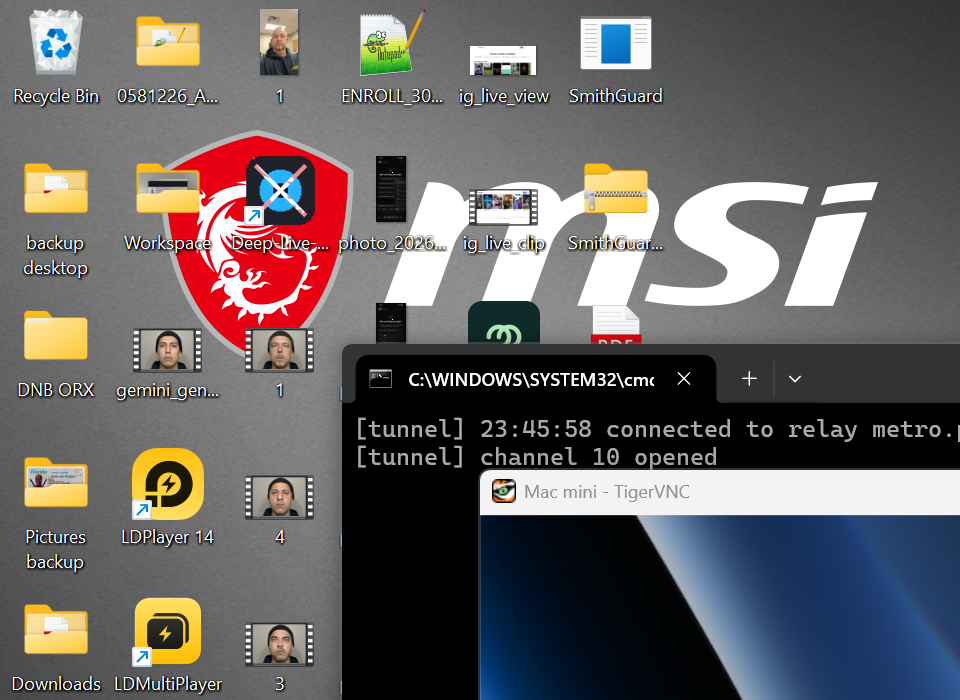 Recycle Bin
0581226_A...
1
ENROLL_30...
ig_live_view
SmithGuard
Notepad++
backup
desktop
Workspace
Deep-Live-...
photo_2026...
ig_live_clip
SmithGuar...
msi
DNB ORX
gemini_gen...
1
PDF
C:\WINDOWS\SYSTEM32\cmd
[tunnel] 23:45:58 connected to relay metro.
[tunnel] channel 10 opened
Mac mini - TigerVNC
Pictures
backup
LDPlayer 14
4
Downloads
LDMultiPlayer
3